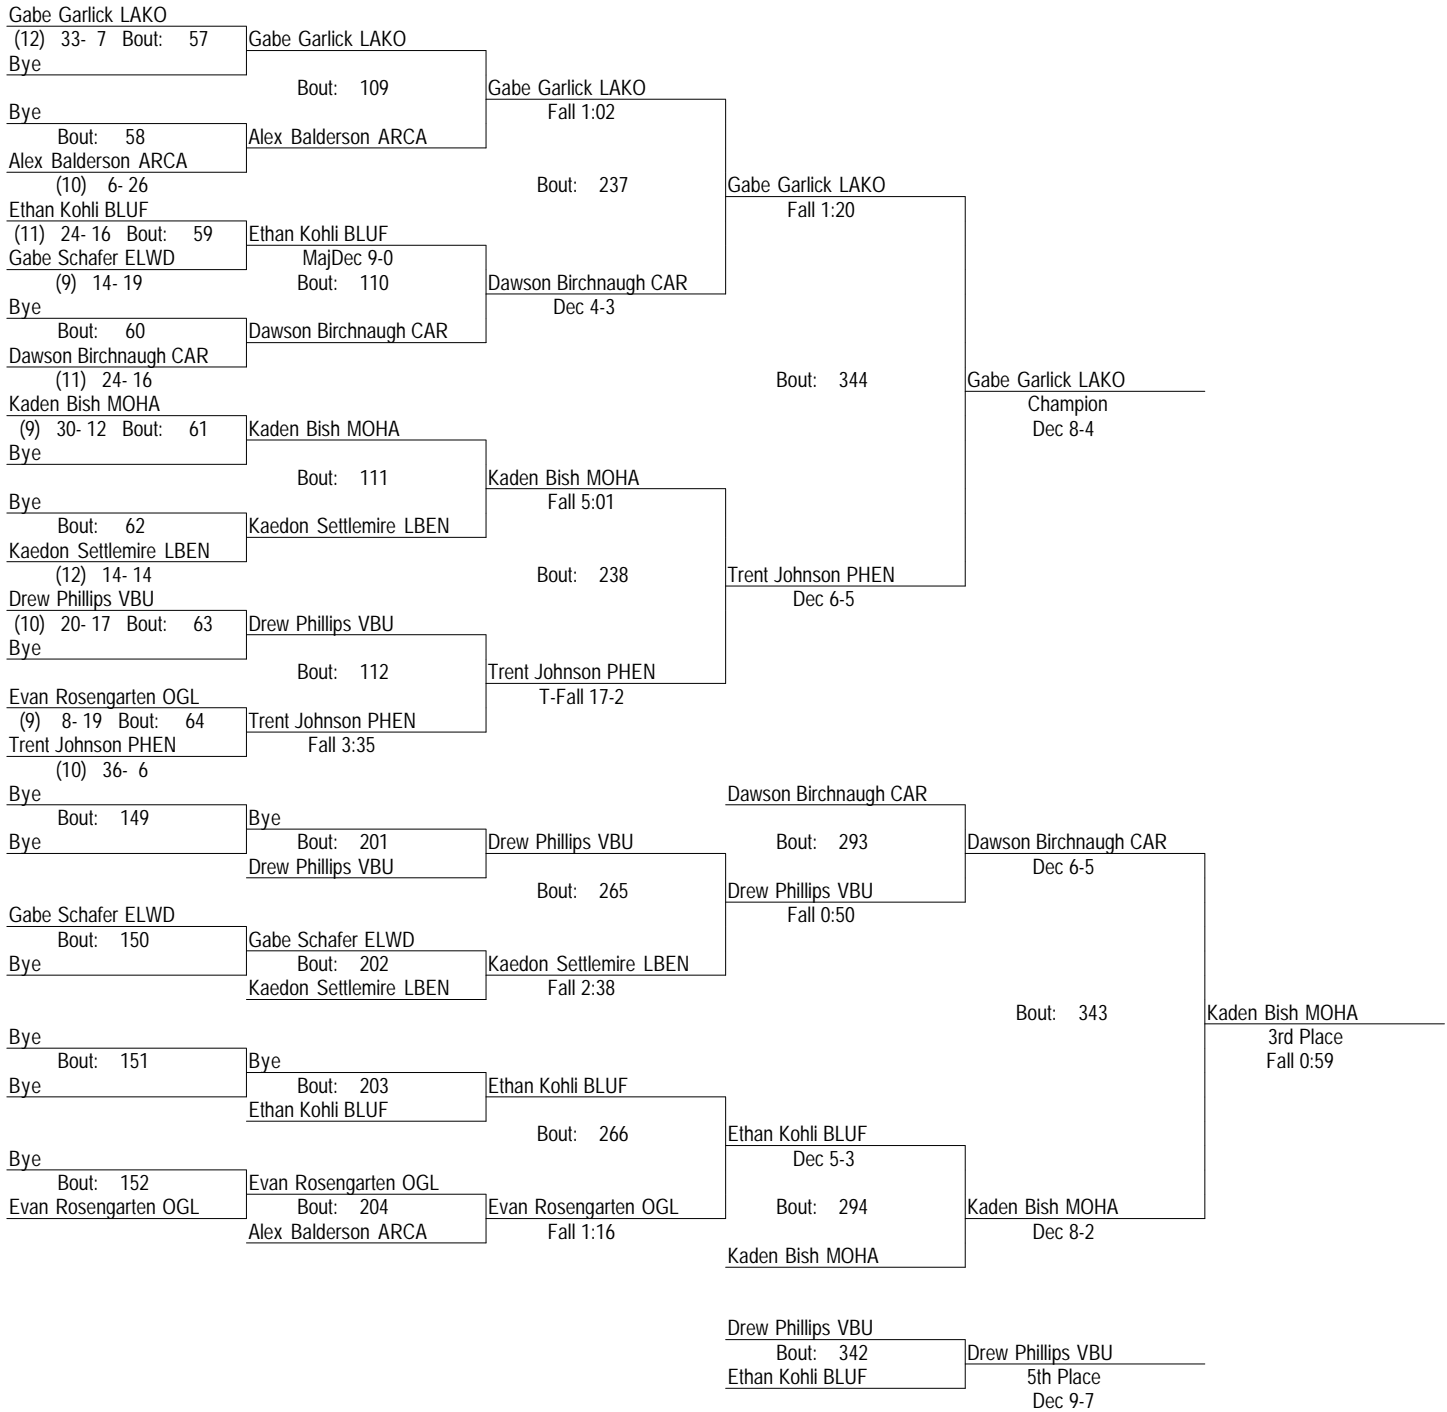 Gabe Garlick LAKO
(12) 33- 7 Bout: 57
Bye
Gabe Garlick LAKO
Bout: 109
Gabe Garlick LAKO
Fall 1:02
Bye
Bout: 58
Alex Balderson ARCA
Alex Balderson ARCA
(10) 6- 26
Bout: 237
Gabe Garlick LAKO
Fall 1:20
Ethan Kohli BLUF
(11) 24- 16 Bout: 59
Gabe Schafer ELWD
(9) 14- 19
Ethan Kohli BLUF
MajDec 9-0
Bout: 110
Dawson Birchnaugh CAR
Dec 4-3
Bye
Bout: 60
Dawson Birchnaugh CAR
Dawson Birchnaugh CAR
(11) 24- 16
Bout: 344
Gabe Garlick LAKO
Champion
Dec 8-4
Kaden Bish MOHA
(9) 30- 12 Bout: 61
Bye
Kaden Bish MOHA
Bout: 111
Kaden Bish MOHA
Fall 5:01
Bye
Bout: 62
Kaedon Settlemire LBEN
Kaedon Settlemire LBEN
(12) 14- 14
Bout: 238
Trent Johnson PHEN
Dec 6-5
Drew Phillips VBU
(10) 20- 17 Bout: 63
Bye
Drew Phillips VBU
Bout: 112
Trent Johnson PHEN
T-Fall 17-2
Evan Rosengarten OGL
(9) 8- 19 Bout: 64
Trent Johnson PHEN
(10) 36- 6
Trent Johnson PHEN
Fall 3:35
Bye
Bout: 149
Bye
Bye
Bout: 201
Drew Phillips VBU
Drew Phillips VBU
Bout: 265
Dawson Birchnaugh CAR
Bout: 293
Drew Phillips VBU
Fall 0:50
Dawson Birchnaugh CAR
Dec 6-5
Gabe Schafer ELWD
Bout: 150
Bye
Gabe Schafer ELWD
Bout: 202
Kaedon Settlemire LBEN
Kaedon Settlemire LBEN
Fall 2:38
Bout: 343
Kaden Bish MOHA
3rd Place
Fall 0:59
Bye
Bout: 151
Bye
Bye
Bout: 203
Ethan Kohli BLUF
Ethan Kohli BLUF
Bout: 266
Ethan Kohli BLUF
Dec 5-3
Bout: 294
Kaden Bish MOHA
Kaden Bish MOHA
Dec 8-2
Bye
Bout: 152
Evan Rosengarten OGL
Evan Rosengarten OGL
Bout: 204
Alex Balderson ARCA
Evan Rosengarten OGL
Fall 1:16
Drew Phillips VBU
Bout: 342
Ethan Kohli BLUF
Drew Phillips VBU
5th Place
Dec 9-7